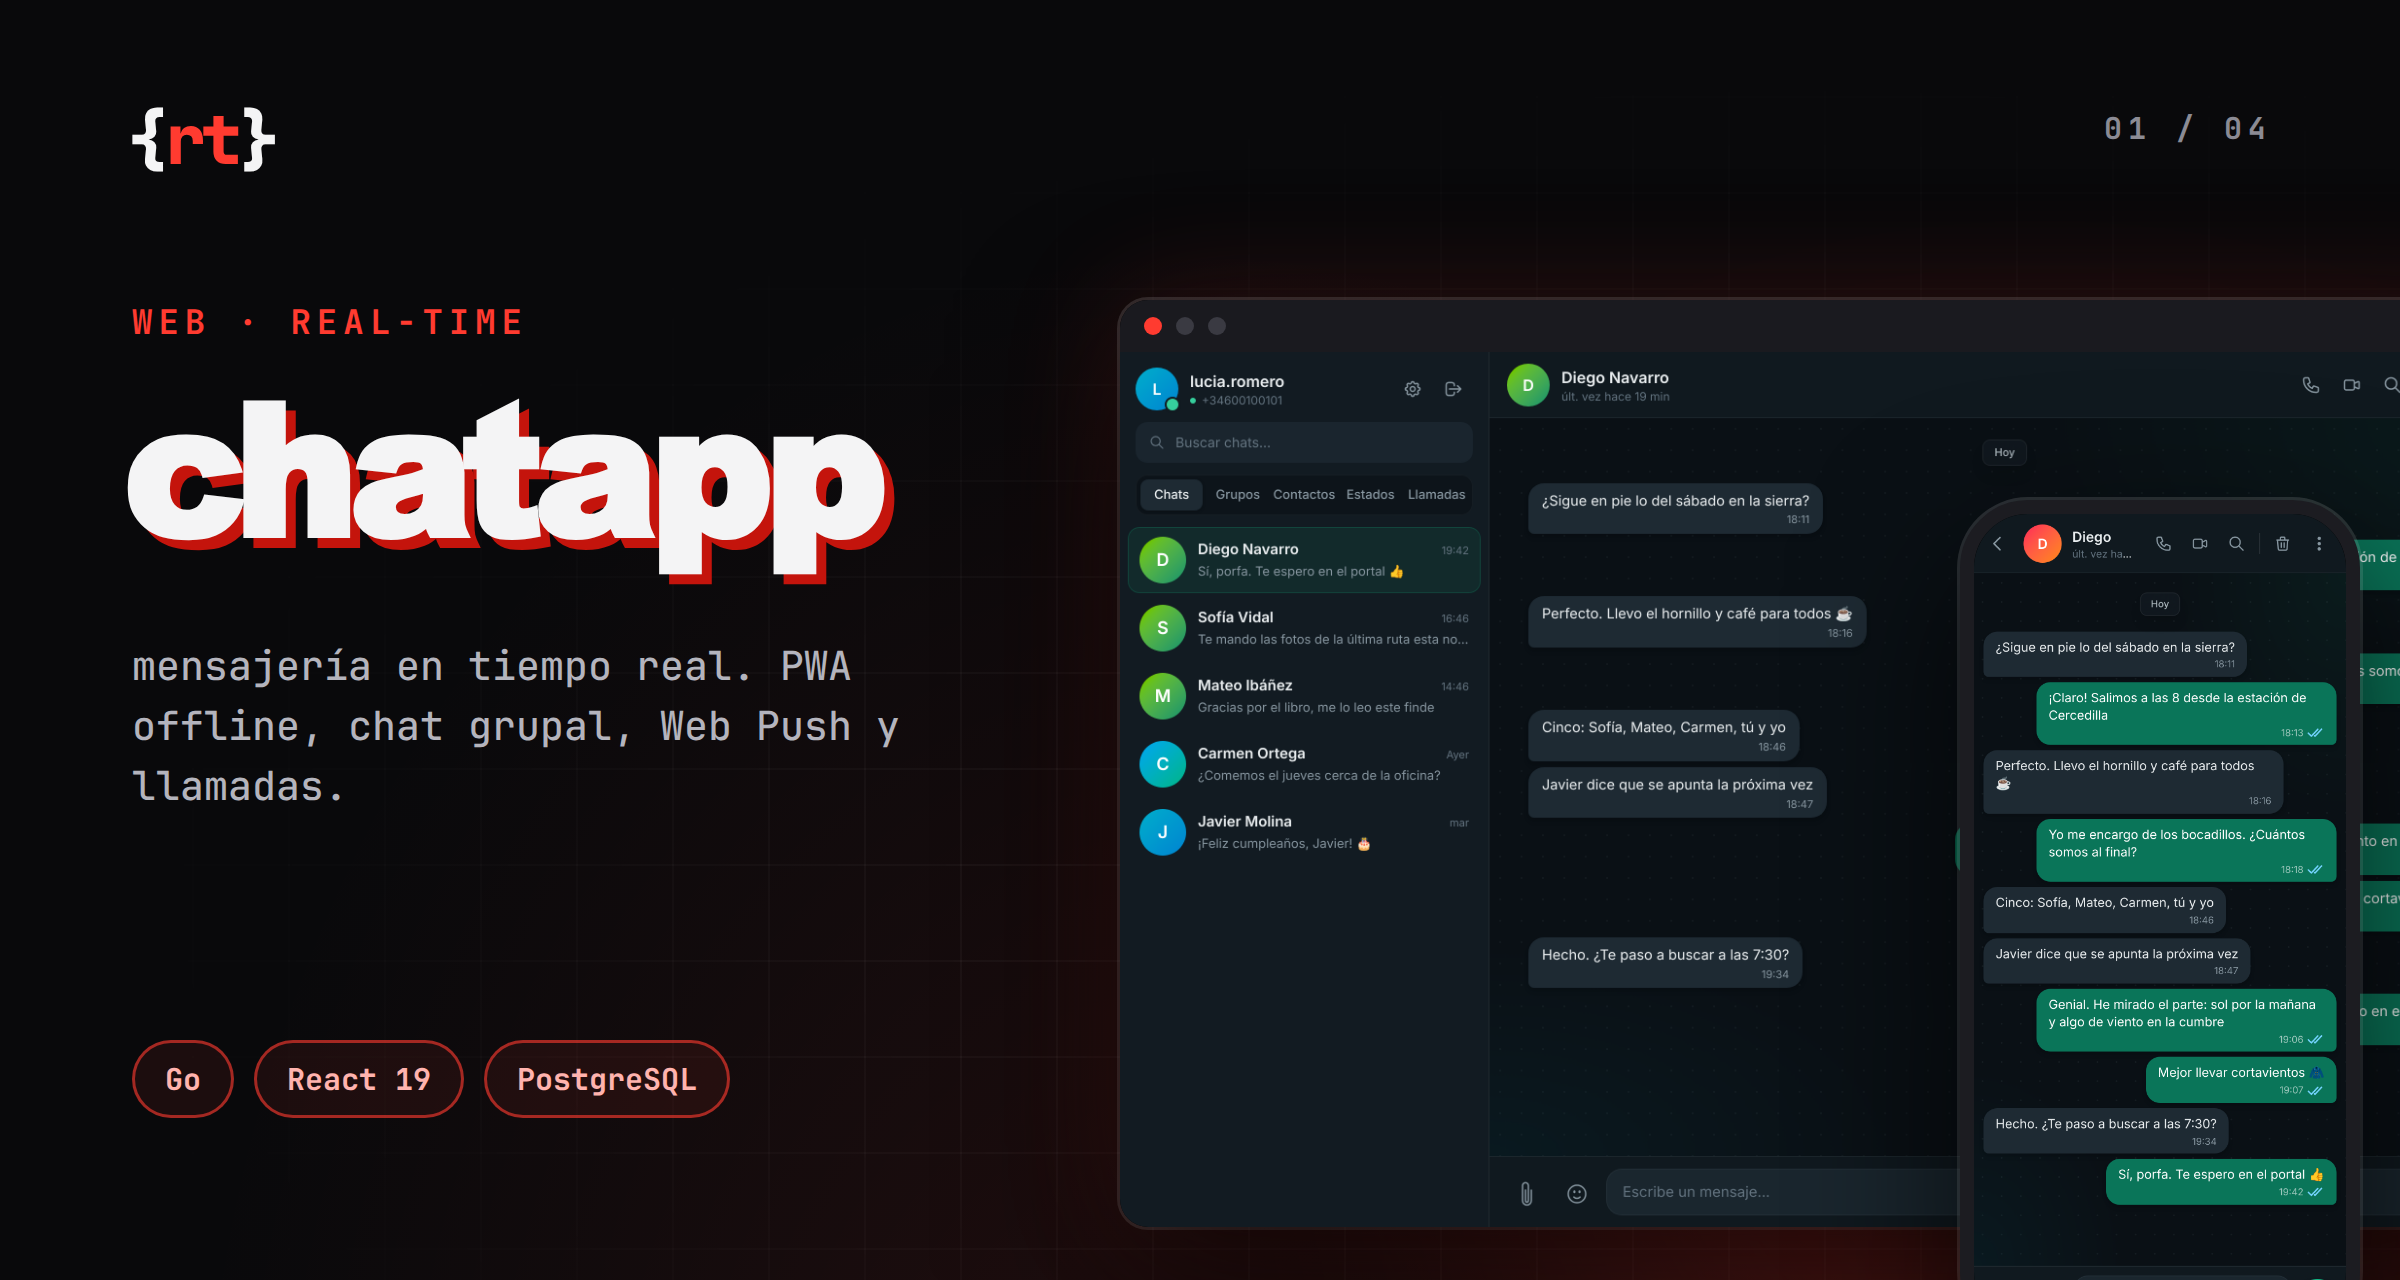 {rt}
01 / 04
WEB · REAL-TIME
chatapp
mensajería en tiempo real. PWA
offline, chat grupal, Web Push y
llamadas.
Go
React 19
PostgreSQL
L
lucia.romero
+34600100101
Buscar chats...
Chats Grupos Contactos Estados Llamadas
D
Diego Navarro 19:42
Sí, porfa. Te espero en el portal 👍
S
Sofía Vidal 16:46
Te mando las fotos de la última ruta esta no...
M
Mateo Ibáñez 14:46
Gracias por el libro, me lo leo este finde
C
Carmen Ortega Ayer
¿Comemos el jueves cerca de la oficina?
J
Javier Molina mar
¡Feliz cumpleaños, Javier! 🎂
D
Diego Navarro
últ. vez hace 19 min
Hoy
¿Sigue en pie lo del sábado en la sierra?
18:11
Perfecto. Llevo el hornillo y café para todos ☕
18:16
Cinco: Sofía, Mateo, Carmen, tú y yo
18:46
Javier dice que se apunta la próxima vez
18:47
Hecho. ¿Te paso a buscar a las 7:30?
19:34
Escribe un mensaje...
D
Diego
últ. vez ha...
Hoy
¿Sigue en pie lo del sábado en la sierra?
18:11
¡Claro! Salimos a las 8 desde la estación de
Cercedilla
18:13
Perfecto. Llevo el hornillo y café para todos
☕
18:16
Yo me encargo de los bocadillos. ¿Cuántos
somos al final?
18:18
Cinco: Sofía, Mateo, Carmen, tú y yo
18:46
Javier dice que se apunta la próxima vez
18:47
Genial. He mirado el parte: sol por la mañana
y algo de viento en la cumbre
19:06
Mejor llevar cortavientos 🧥
19:07
Hecho. ¿Te paso a buscar a las 7:30?
19:34
Sí, porfa. Te espero en el portal 👍
19:42